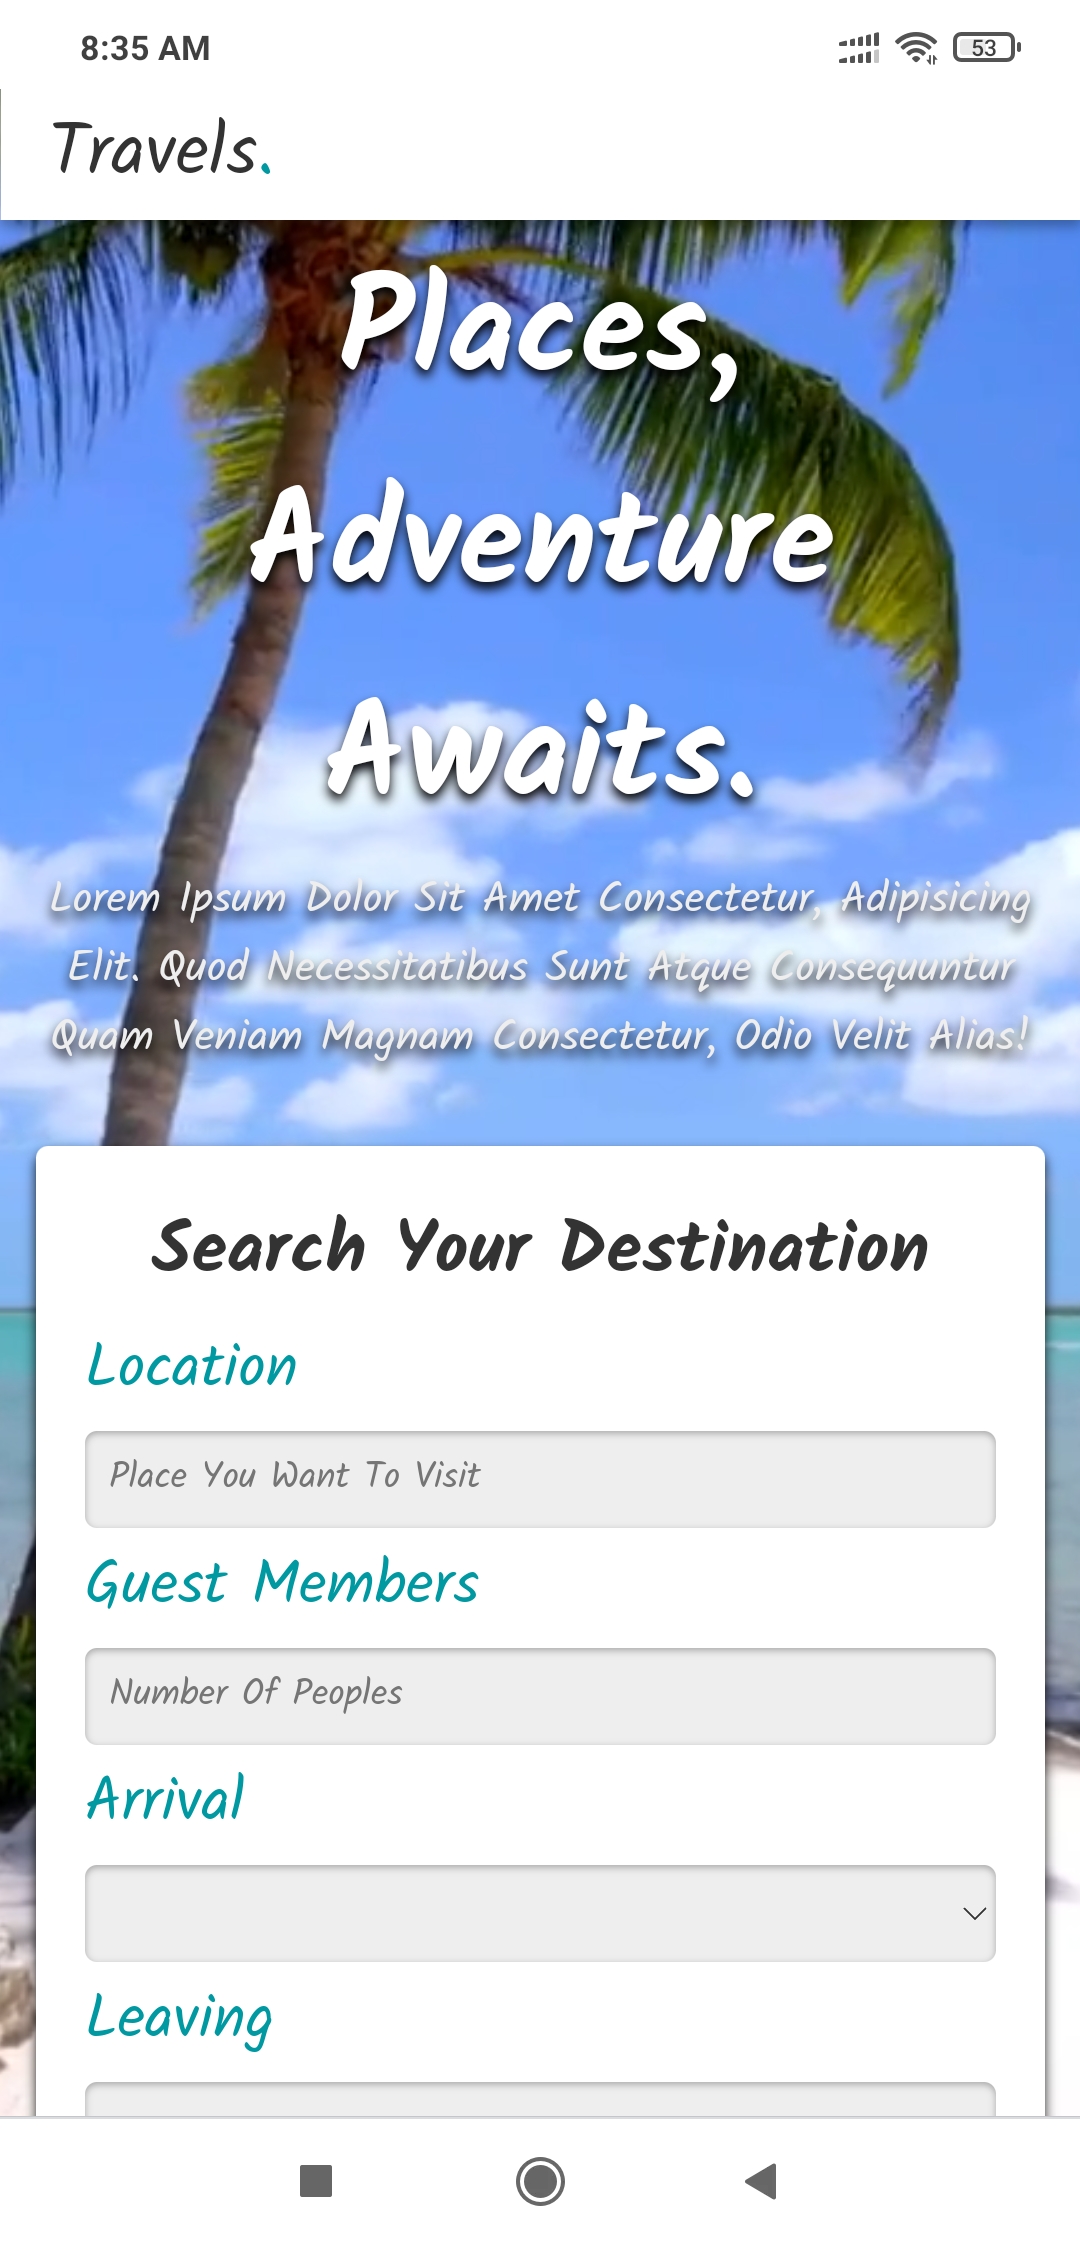 8:35 AM
53
Travels.
Places,
Adventure
Awaits.
Lorem Ipsum Dolor Sit Amet Consectetur, Adipisicing
Elit. Quod Necessitatibus Sunt Atque Consequuntur
Quam Veniam Magnam Consectetur, Odio Velit Alias!
Search Your Destination
Location
Place You Want To Visit
Guest Members
Number Of Peoples
Arrival
Leaving